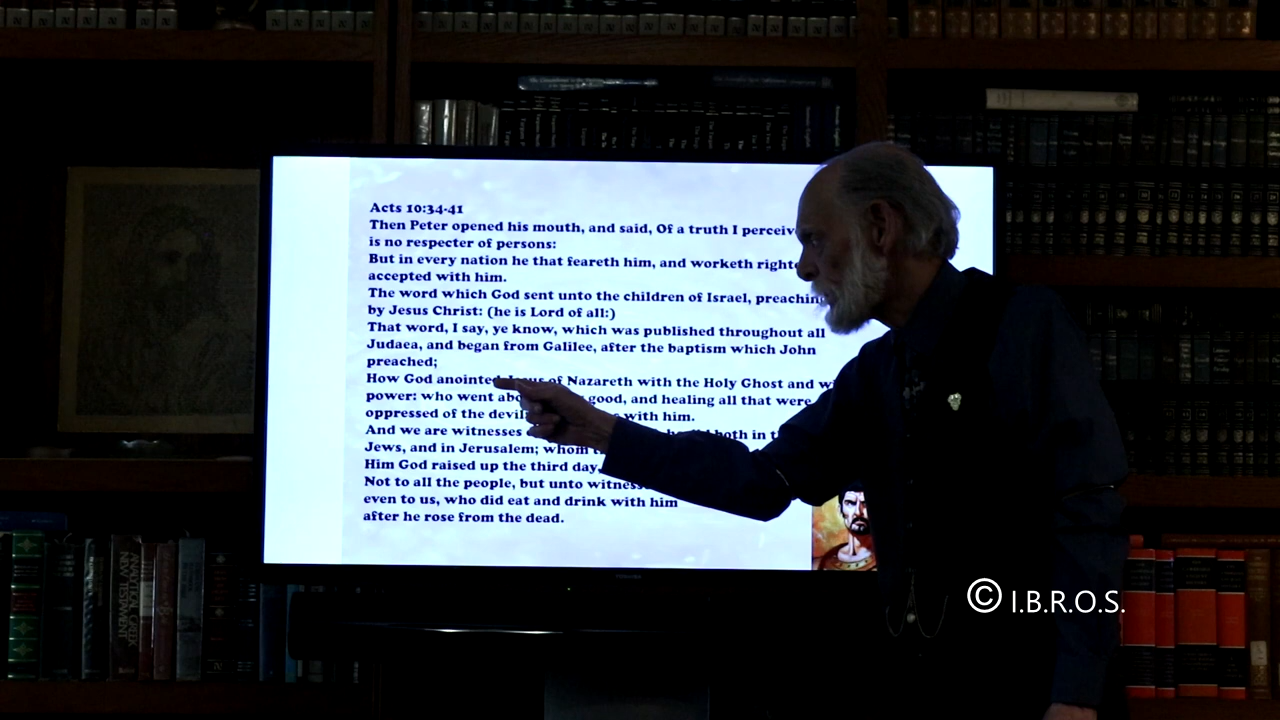 Acts 10:34-41
Then Peter opened his mouth, and said, Of a truth I perceive
is no respecter of persons:
But in every nation he that feareth him, and worketh
accepted with him.
The word which God sent unto the children of Israel,
by Jesus Christ: (he is Lord of all:)
That word, I say, ye know, which was published throughout all
Judaea, and began from Galilee, after the baptism which John
preached;
How God anointed Jesus of Nazareth with the Holy Ghost and
power: who went good, and healing all that were
oppressed of the devil with him.
And we are witnesses both in
Jews, and in Jerusalem; whom
Him God raised up the third day,
Not to all the people, but unto
even to us, who did eat and drink with him
after he rose from the dead.
TOSHIBA
ANALYTICAL GREEK
NEW TESTAMENT
© I.B.R.O.S.